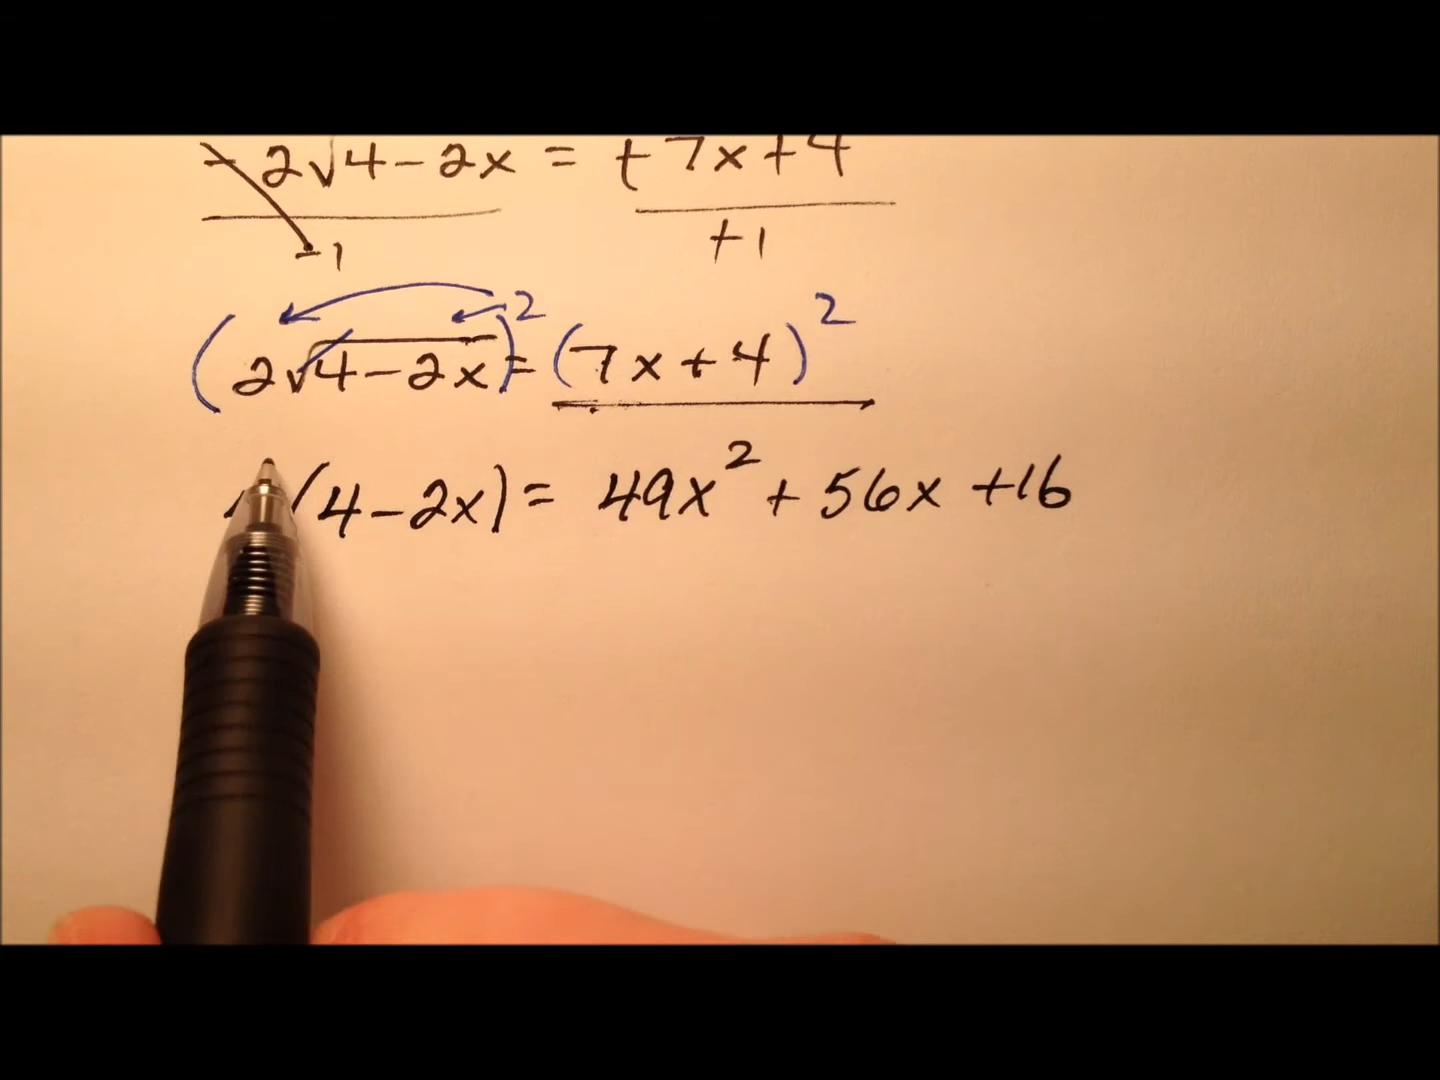 - 2√4-2x = +7x+4
-1 +1
(2√4-2x)² = (7x+4)²
(4-2x) = 49x² + 56x +16